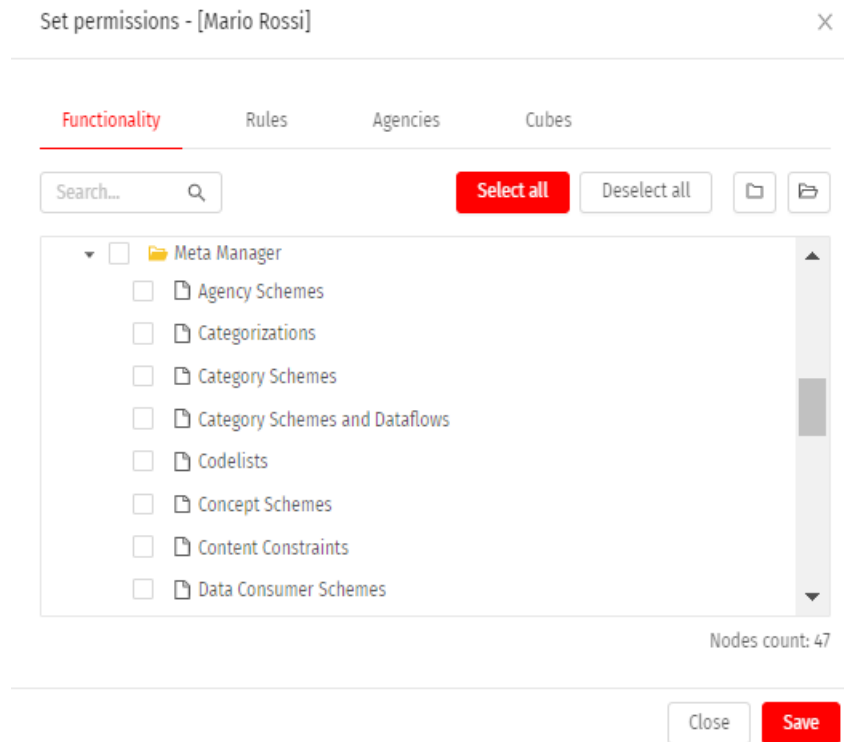 Set permissions - [Mario Rossi]
Functionality Rules Agencies Cubes
Search... Select all Deselect all
Meta Manager
Agency Schemes
Categorizations
Category Schemes
Category Schemes and Dataflows
Codelists
Concept Schemes
Content Constraints
Data Consumer Schemes
Nodes count: 47
Close Save